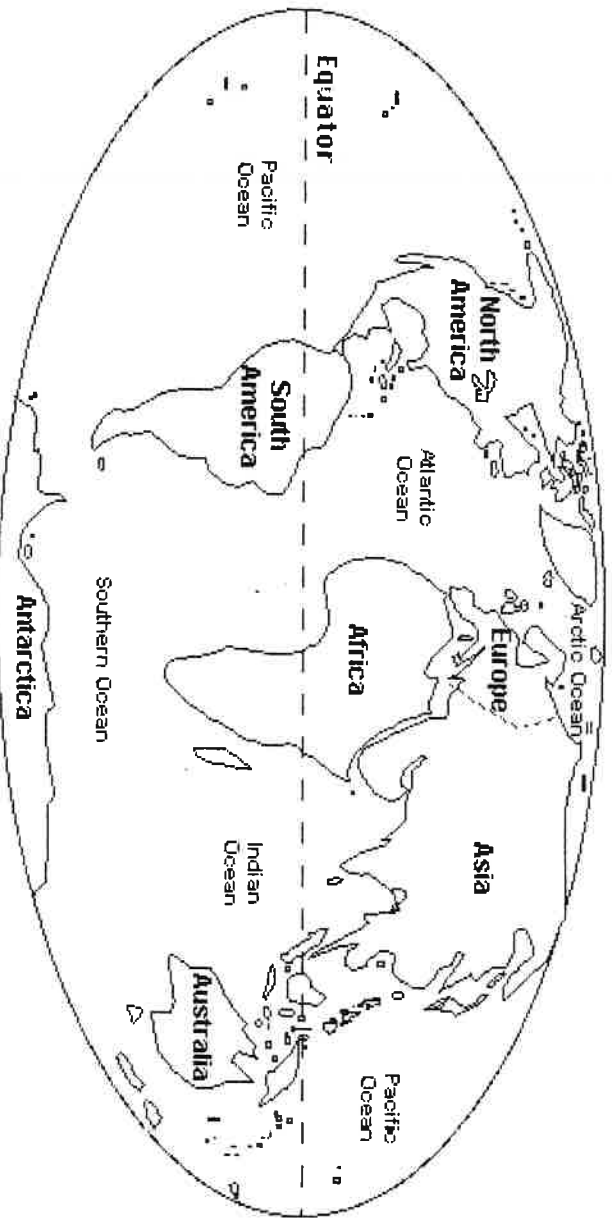 Arctic Ocean
North
America
Europe
Asia
Atlantic
Ocean
Pacific
Ocean
Africa
Equator
Pacific
Ocean
South
America
Indian
Ocean
Australia
Southern Ocean
Antarctica